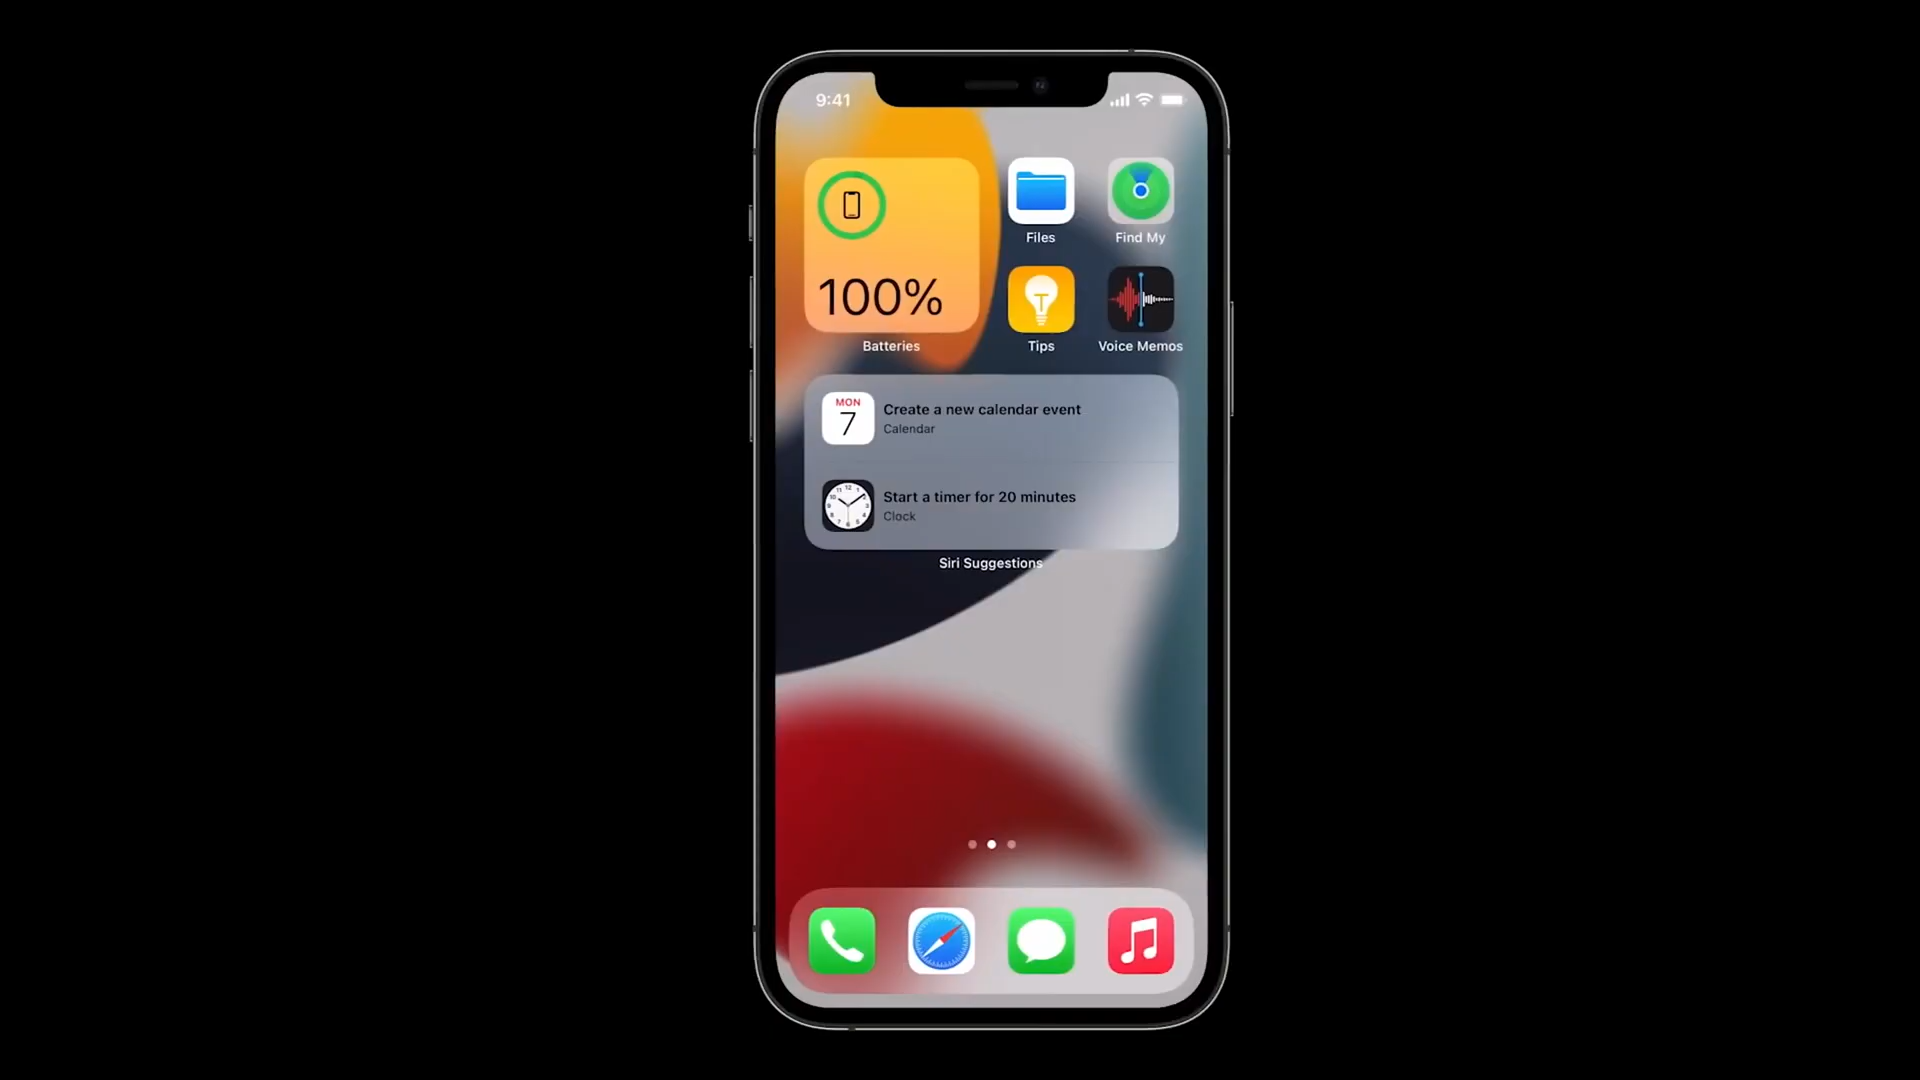 9:41
Files
Find My
100%
Batteries
Tips
Voice Memos
MON
7
Create a new calendar event
Calendar
Start a timer for 20 minutes
Clock
Siri Suggestions